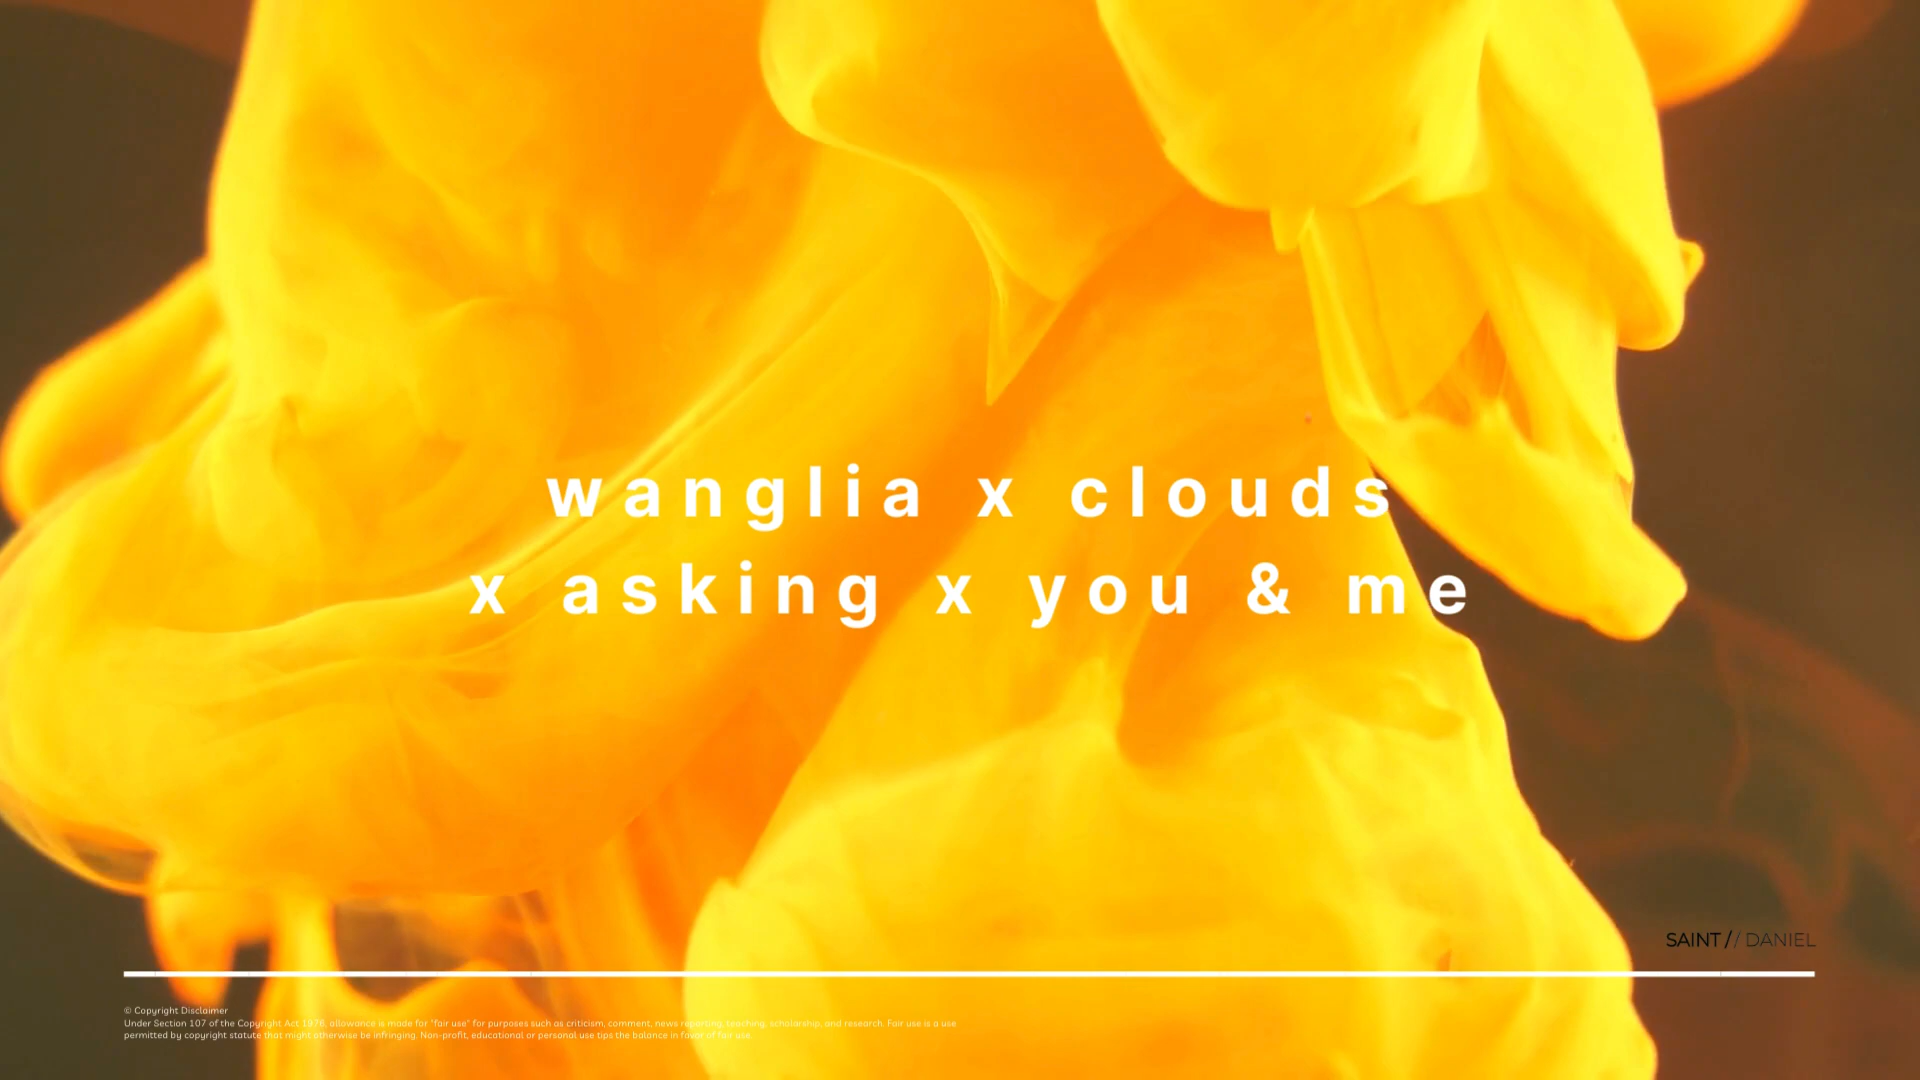 wanglia x clouds
x asking x you & me
SAINT // DANIEL
© Copyright Disclaimer
Under Section 107 of the Copyright Act 1976, allowance is made for "fair use" for purposes such as criticism, comment, news reporting, teaching, scholarship, and research. Fair use is a use
permitted by copyright statute that might otherwise be infringing. Non-profit, educational or personal use tips the balance in favor of fair use.